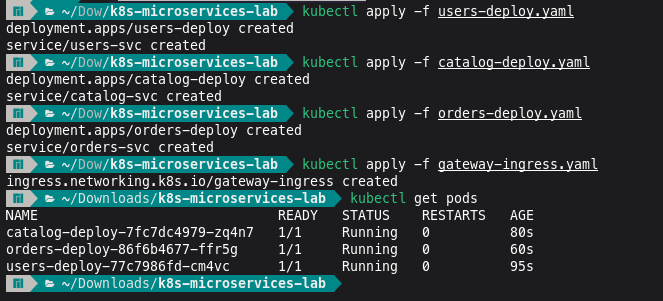 ~/Dow/k8s-microservices-lab kubectl apply -f users-deploy.yaml
deployment.apps/users-deploy created
service/users-svc created
~/Dow/k8s-microservices-lab kubectl apply -f catalog-deploy.yaml
deployment.apps/catalog-deploy created
service/catalog-svc created
~/Dow/k8s-microservices-lab kubectl apply -f orders-deploy.yaml
deployment.apps/orders-deploy created
service/orders-svc created
~/Dow/k8s-microservices-lab kubectl apply -f gateway-ingress.yaml
ingress.networking.k8s.io/gateway-ingress created
~/Downloads/k8s-microservices-lab kubectl get pods
NAME READY STATUS RESTARTS AGE
catalog-deploy-7fc7dc4979-zq4n7 1/1 Running 0 80s
orders-deploy-86f6b4677-ffr5g 1/1 Running 0 60s
users-deploy-77c7986fd-cm4vc 1/1 Running 0 95s
~/Downloads/k8s-microservices-lab